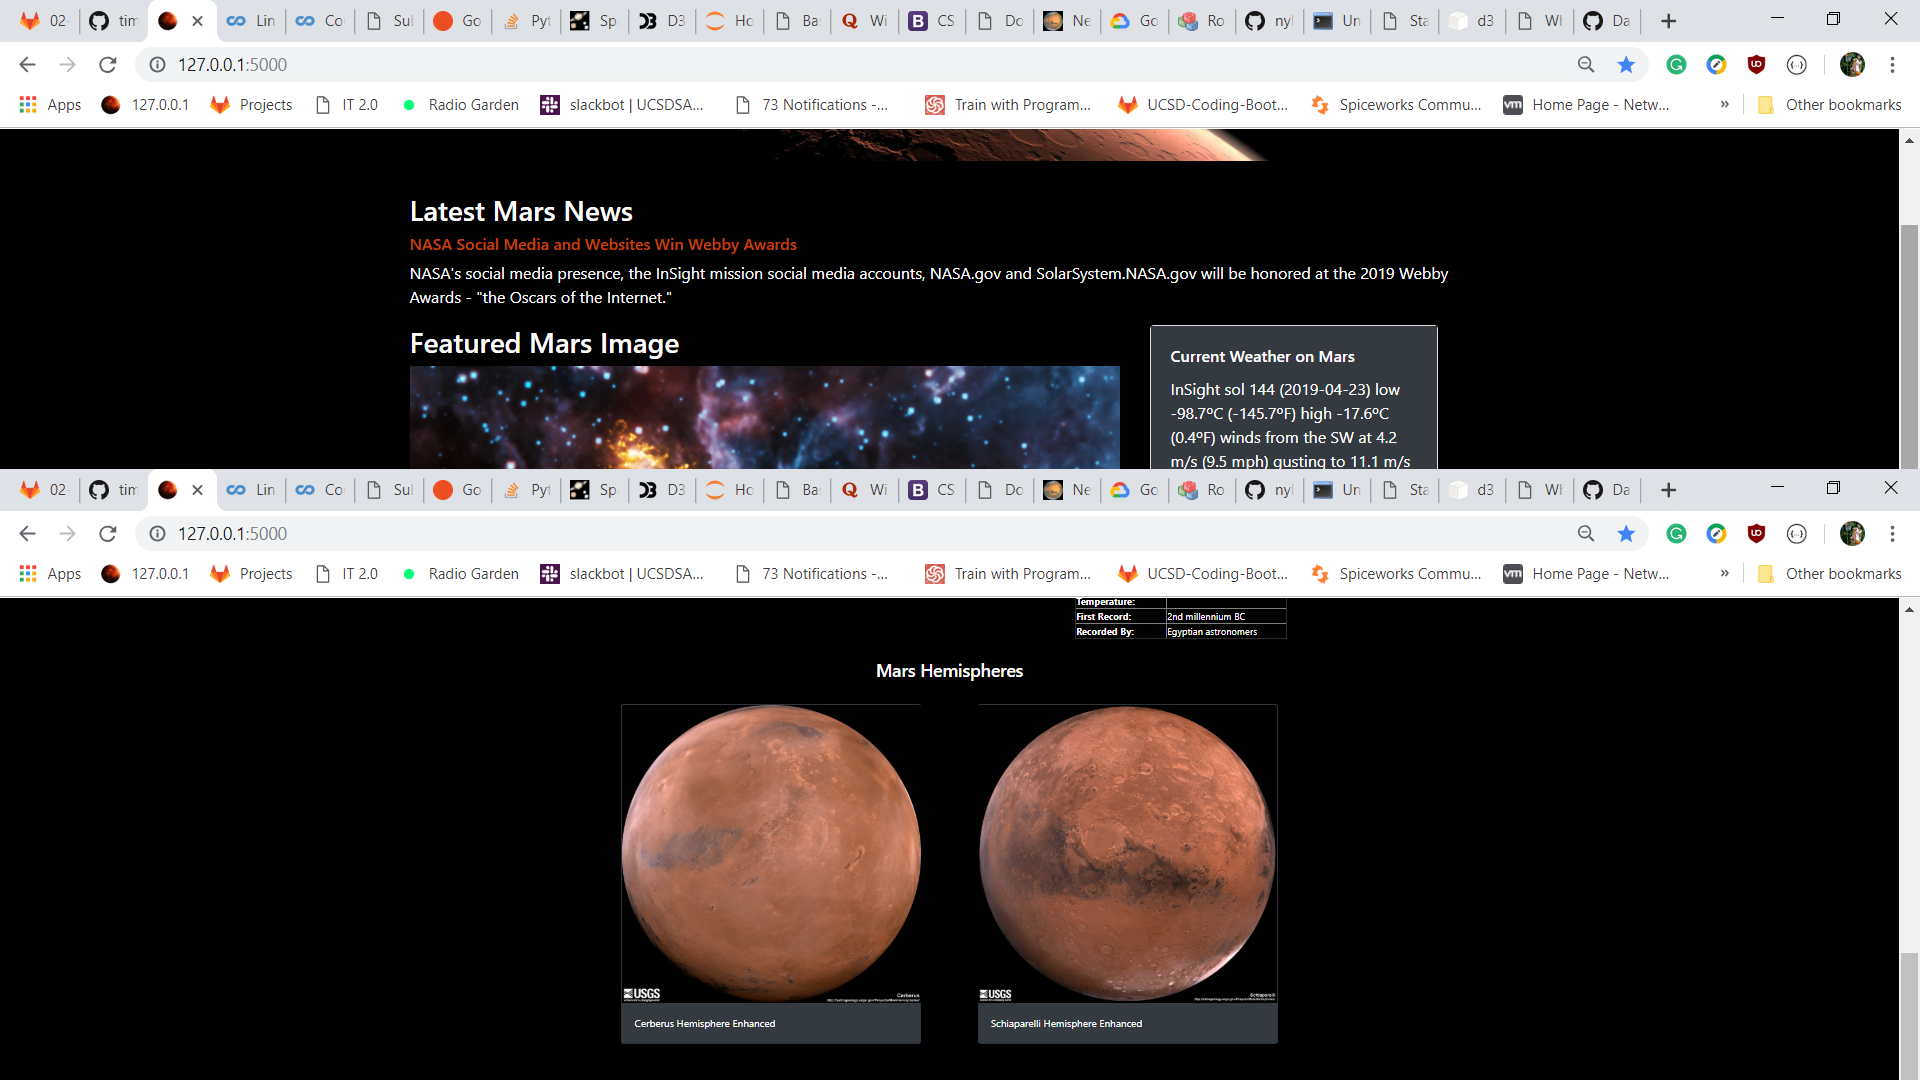 02- tim Lin Co Sul Go Pyt Sp D3 Ho Ba Wi CS Do Ne Go Ro nyl Un Sta d3 Wh Da
127.0.0.1:5000
Apps 127.0.0.1 Projects IT 2.0 Radio Garden slackbot | UCSDSA... 73 Notifications -... Train with Program... UCSD-Coding-Boot... Spiceworks Commu... Home Page - Netw... » Other bookmarks
Latest Mars News
NASA Social Media and Websites Win Webby Awards
NASA's social media presence, the InSight mission social media accounts, NASA.gov and SolarSystem.NASA.gov will be honored at the 2019 Webby
Awards - "the Oscars of the Internet."
Featured Mars Image
Current Weather on Mars
InSight sol 144 (2019-04-23) low
-98.7ºC (-145.7ºF) high -17.6ºC
(0.4ºF) winds from the SW at 4.2
m/s (9.5 mph) gusting to 11.1 m/s
02- tim Lin Co Sul Go Pyt Sp D3 Ho Ba Wi CS Do Ne Go Ro nyl Un Sta d3 Wh Da
127.0.0.1:5000
Apps 127.0.0.1 Projects IT 2.0 Radio Garden slackbot | UCSDSA... 73 Notifications -... Train with Program... UCSD-Coding-Boot... Spiceworks Commu... Home Page - Netw... » Other bookmarks
Temperature:
First Record: 2nd millennium BC
Recorded By: Egyptian astronomers
Mars Hemispheres
USGS Cerberus
USGS Schiaparelli
Cerberus Hemisphere Enhanced
Schiaparelli Hemisphere Enhanced